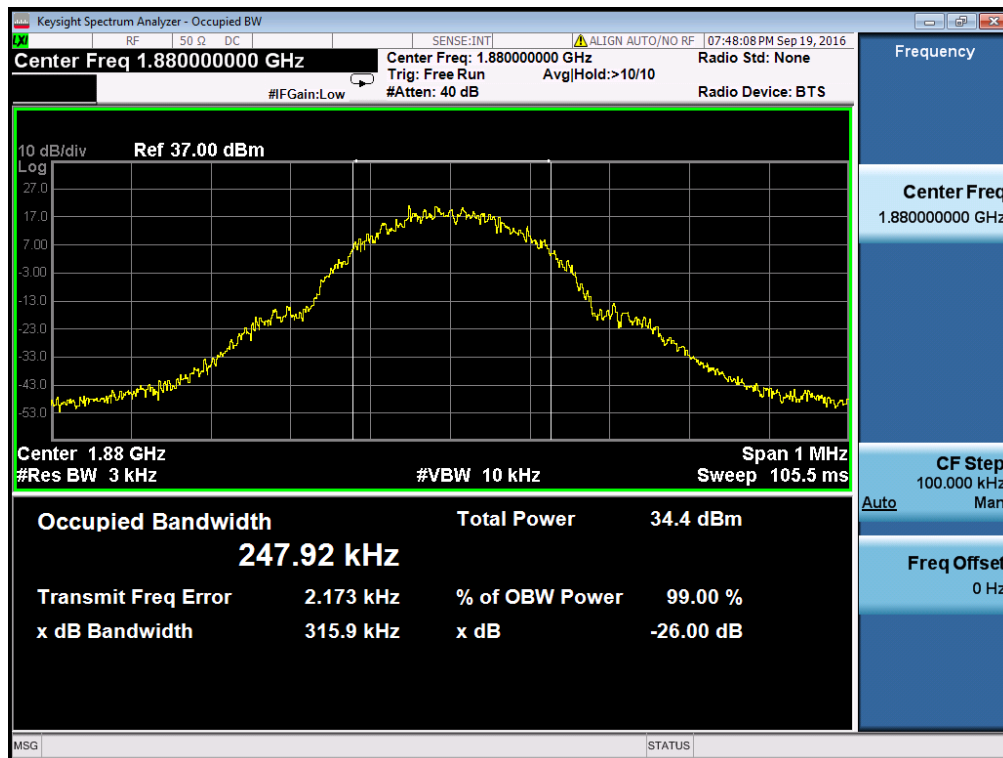 Keysight Spectrum Analyzer - Occupied BW
LXI RF 50 Ω DC SENSE:INT ALIGN AUTO/NO RF 07:48:08 PM Sep 19, 2016
Center Freq 1.880000000 GHz
Center Freq: 1.880000000 GHz
Radio Std: None
Trig: Free Run Avg|Hold:>10/10
#IFGain:Low
#Atten: 40 dB
Radio Device: BTS
10 dB/div Ref 37.00 dBm
Log
27.0
17.0
7.00
-3.00
-13.0
-23.0
-33.0
-43.0
-53.0
Center 1.88 GHz Span 1 MHz
#Res BW 3 kHz #VBW 10 kHz Sweep 105.5 ms
Occupied Bandwidth Total Power 34.4 dBm
247.92 kHz
Transmit Freq Error 2.173 kHz % of OBW Power 99.00 %
x dB Bandwidth 315.9 kHz x dB -26.00 dB
Frequency
Center Freq
1.880000000 GHz
CF Step
100.000 kHz
Auto Man
Freq Offset
0 Hz
MSG STATUS